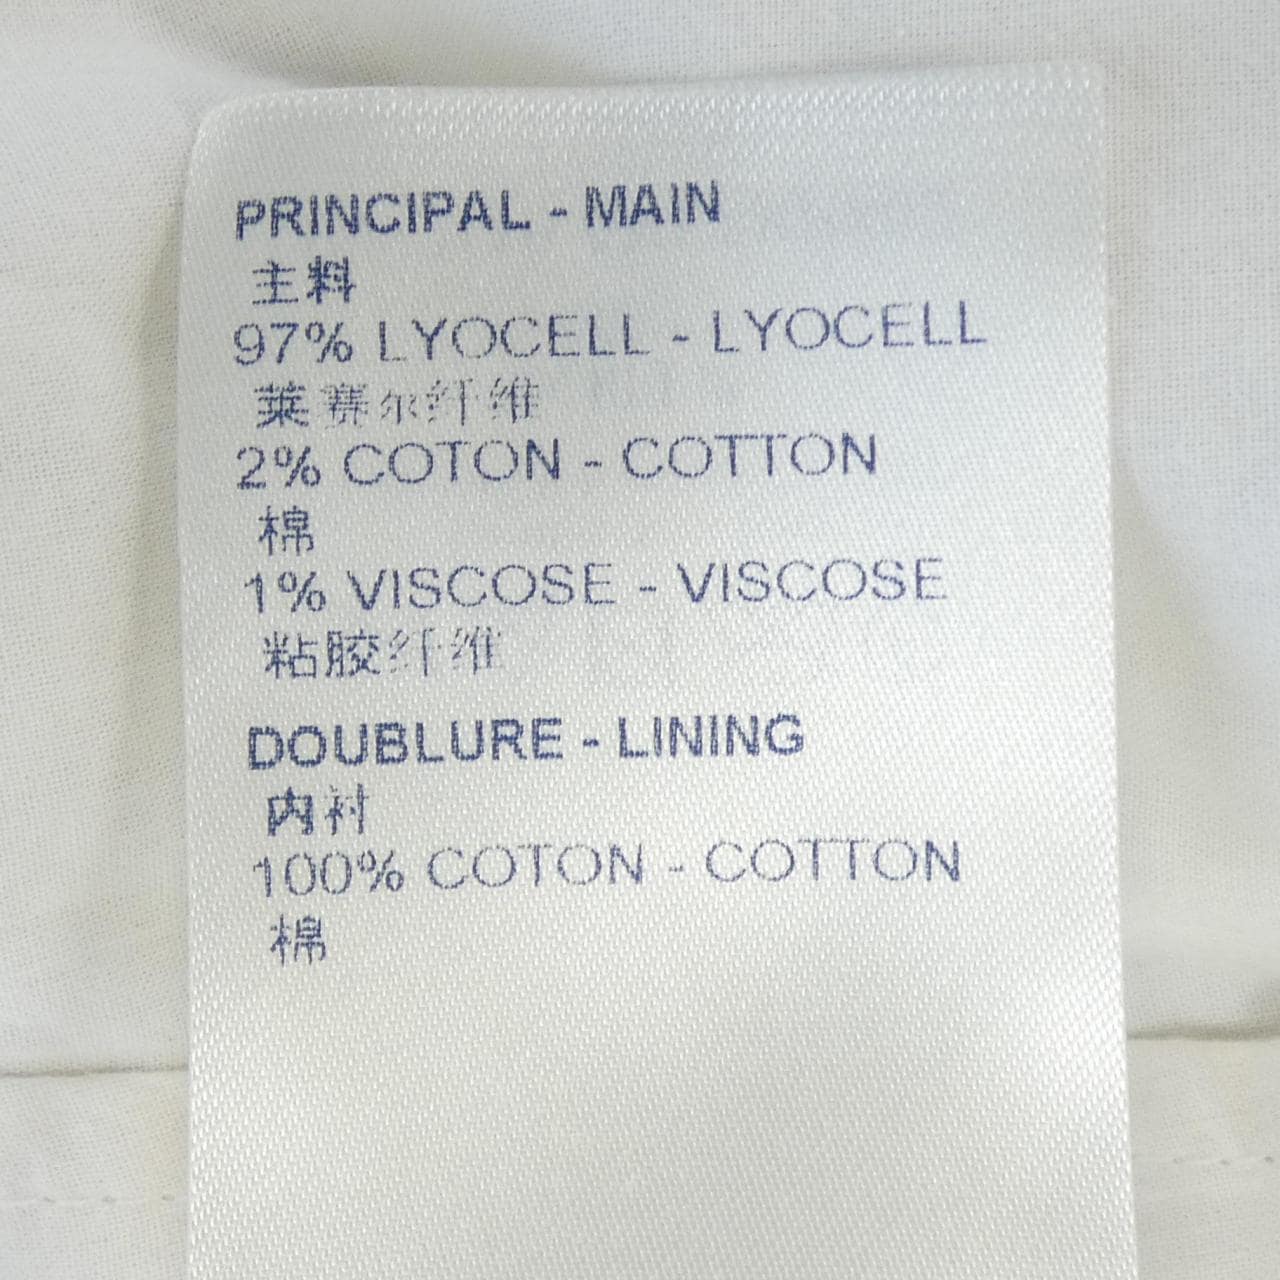 PRINCIPAL - MAIN
主料
97% LYOCELL - LYOCELL
莱赛尔纤维
2% COTON - COTTON
棉
1% VISCOSE - VISCOSE
粘胶纤维
DOUBLURE - LINING
内衬
100% COTON - COTTON
棉